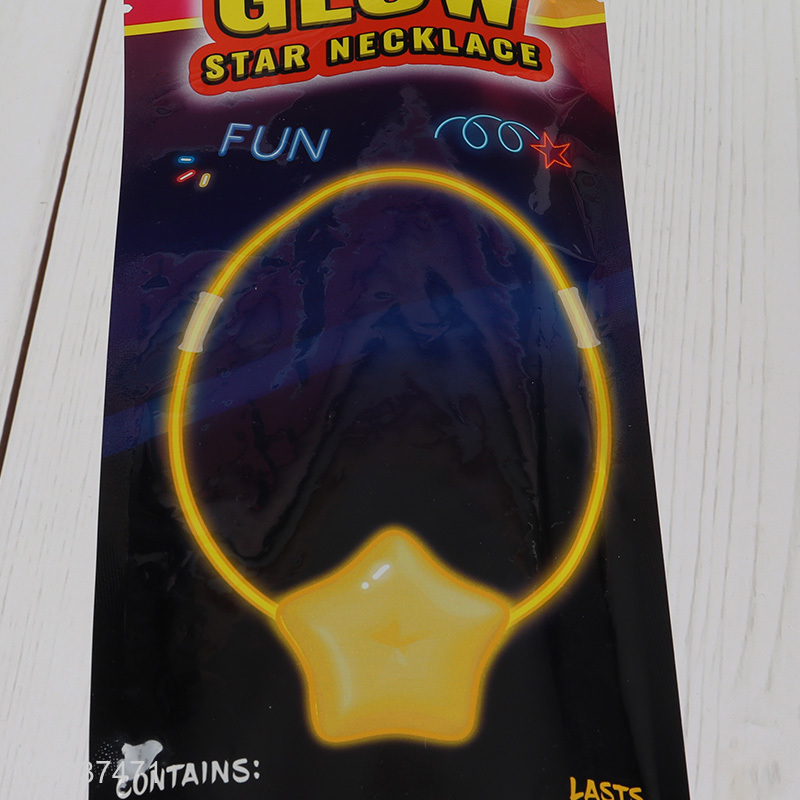 GLOW
STAR NECKLACE
FUN
CONTAINS:
LASTS